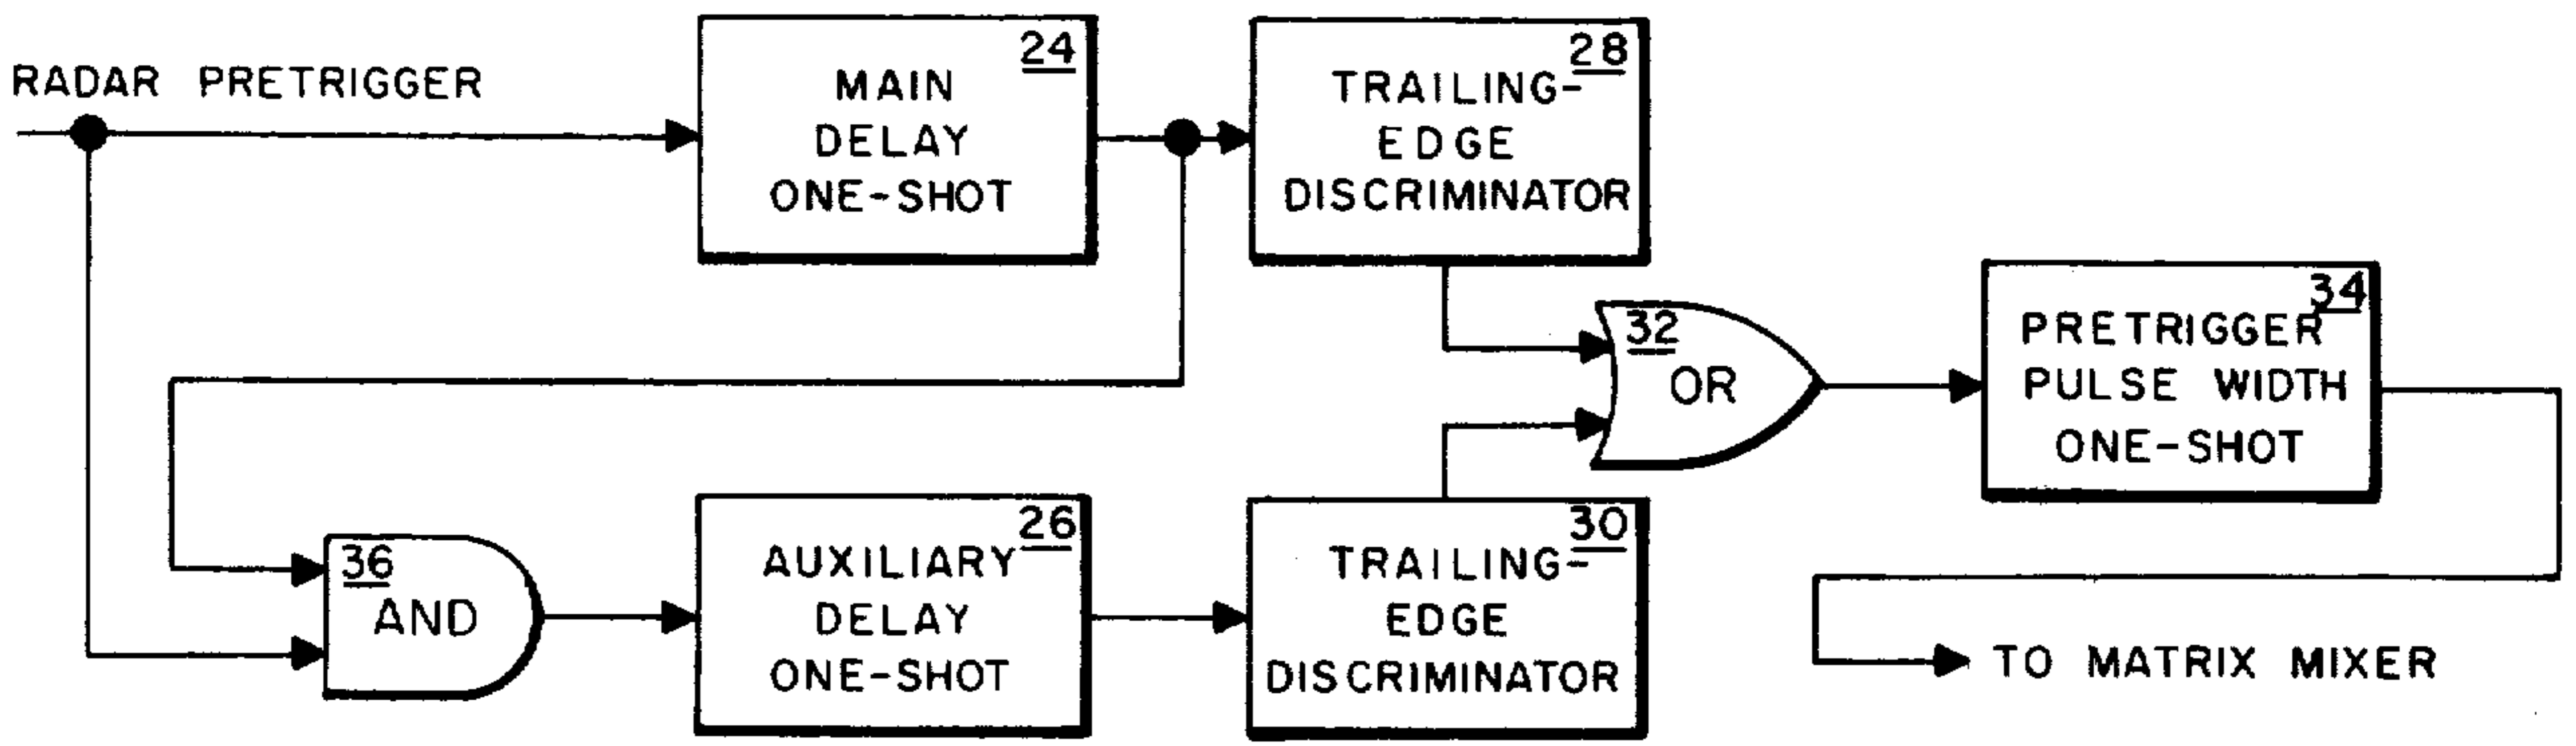 RADAR PRETRIGGER
24
MAIN
DELAY
ONE-SHOT
28
TRAILING-
EDGE
DISCRIMINATOR
32
OR
34
PRETRIGGER
PULSE WIDTH
ONE-SHOT
36
AND
26
AUXILIARY
DELAY
ONE-SHOT
30
TRAILING-
EDGE
DISCRIMINATOR
TO MATRIX MIXER